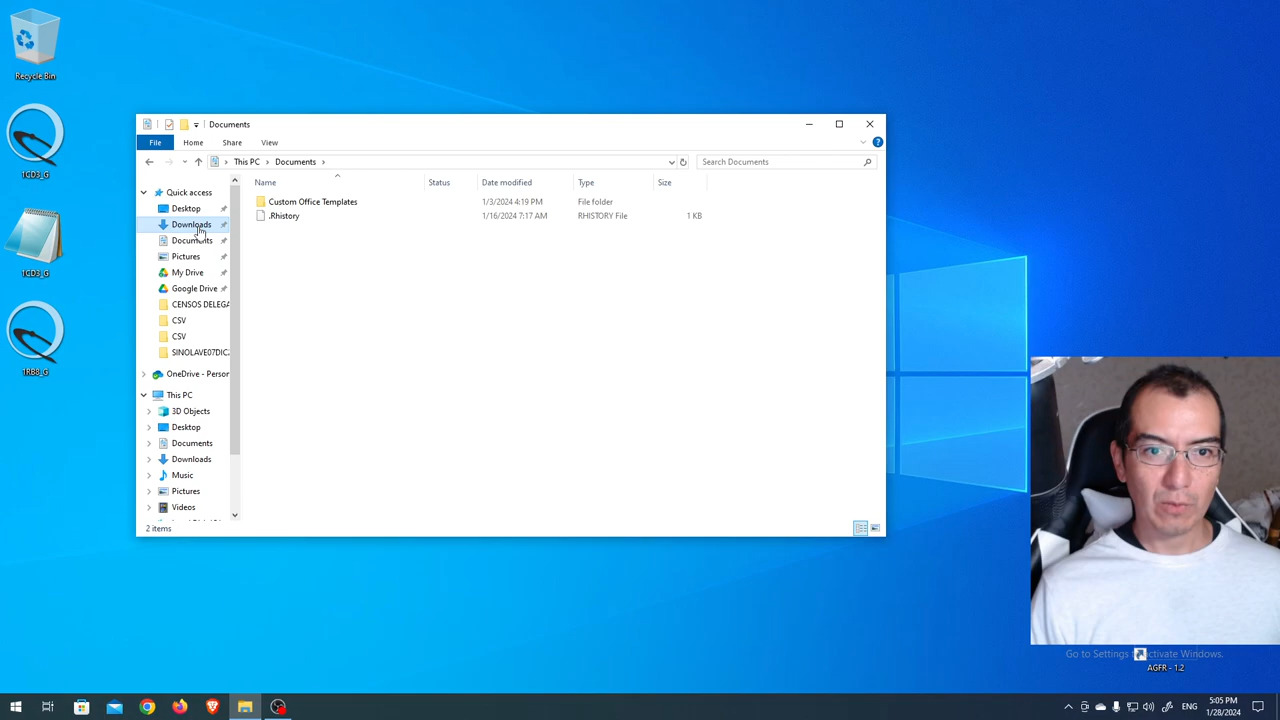 Recycle Bin
1CD3_G
1CD3_G
1RB8_G
Documents
File Home Share View
This PC Documents
Search Documents
Name Status Date modified Type Size
Custom Office Templates 1/3/2024 4:19 PM File folder
.Rhistory 1/16/2024 7:17 AM RHISTORY File 1 KB
Quick access
Desktop
Downloads
Documents
Pictures
My Drive
Google Drive
CENSOS DELEGA
CSV
CSV
SINOLAVE07DIC
OneDrive - Person
This PC
3D Objects
Desktop
Documents
Downloads
Music
Pictures
Videos
2 items
Go to Settings to activate Windows.
AGFR - 1.2
ENG
5:05 PM
1/28/2024